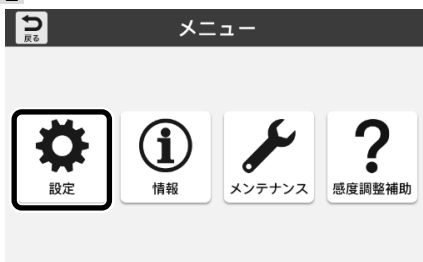 戻る
メニュー
設定
情報
メンテナンス
感度調整補助